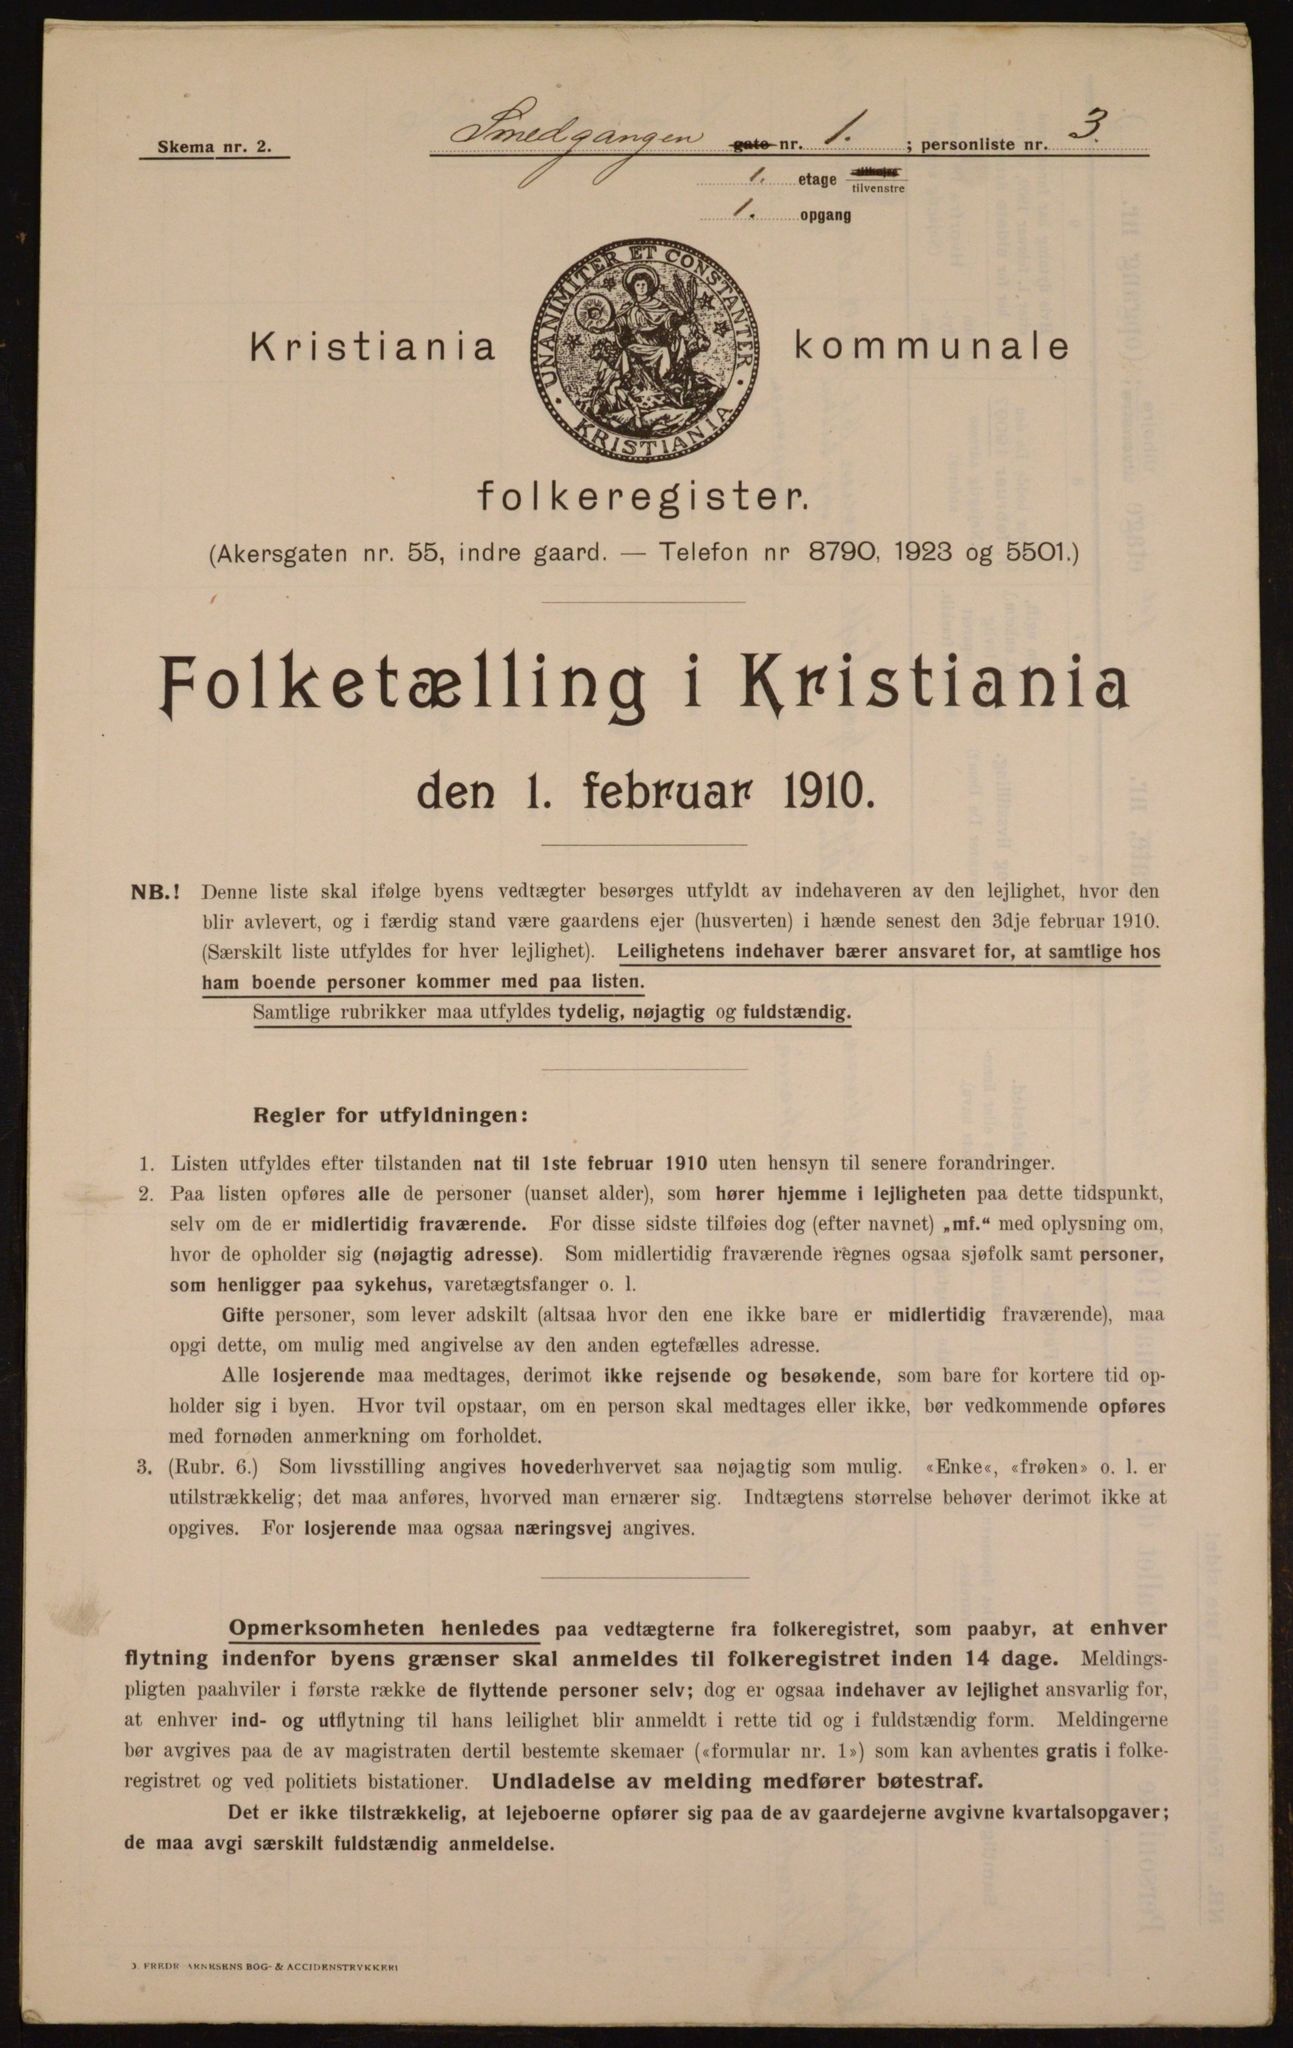 Skema nr. 2.
Smedgangen gate nr. 1. ; personliste nr. 3.
1. etage tilvenstre
1. opgang
UNANIMITER ET CONSTANTER
KRISTIANIA
Kristiania kommunale
folkeregister.
(Akersgaten nr. 55, indre gaard. — Telefon nr 8790, 1923 og 5501.)
Folketælling i Kristiania
den 1. februar 1910.
NB.! Denne liste skal ifølge byens vedtægter besørges utfyldt av indehaveren av den lejlighet, hvor den
blir avlevert, og i færdig stand være gaardens ejer (husverten) i hænde senest den 3dje februar 1910.
(Særskilt liste utfyldes for hver lejlighet). Leilighetens indehaver bærer ansvaret for, at samtlige hos
ham boende personer kommer med paa listen.
Samtlige rubrikker maa utfyldes tydelig, nøjagtig og fuldstændig.
Regler for utfyldningen:
1. Listen utfyldes efter tilstanden nat til 1ste februar 1910 uten hensyn til senere forandringer.
2. Paa listen opføres alle de personer (uanset alder), som hører hjemme i lejligheten paa dette tidspunkt,
selv om de er midlertidig fraværende. For disse sidste tilføies dog (efter navnet) „mf.“ med oplysning om,
hvor de opholder sig (nøjagtig adresse). Som midlertidig fraværende regnes ogsaa sjøfolk samt personer,
som henligger paa sykehus, varetægtsfanger o. l.
Gifte personer, som lever adskilt (altsaa hvor den ene ikke bare er midlertidig fraværende), maa
opgi dette, om mulig med angivelse av den anden egtefælles adresse.
Alle losjerende maa medtages, derimot ikke rejsende og besøkende, som bare for kortere tid op-
holder sig i byen. Hvor tvil opstaar, om en person skal medtages eller ikke, bør vedkommende opføres
med fornøden anmerkning om forholdet.
3. (Rubr. 6.) Som livsstilling angives hovederhvervet saa nøjagtig som mulig. «Enke«, «frøken» o. l. er
utilstrækkelig; det maa anføres, hvorved man ernærer sig. Indtægtens størrelse behøver derimot ikke at
opgives. For losjerende maa ogsaa næringsvej angives.
Opmerksomheten henledes paa vedtægterne fra folkeregistret, som paabyr, at enhver
flytning indenfor byens grænser skal anmeldes til folkeregistret inden 14 dage. Meldings-
pligten paahviler i første række de flyttende personer selv; dog er ogsaa indehaver av lejlighet ansvarlig for,
at enhver ind- og utflytning til hans leilighet blir anmeldt i rette tid og i fuldstændig form. Meldingerne
bør avgives paa de av magistraten dertil bestemte skemaer («formular nr. 1») som kan avhentes gratis i folke-
registret og ved politiets bistationer. Undladelse av melding medfører bøtestraf.
Det er ikke tilstrækkelig, at lejeboerne opfører sig paa de av gaardejerne avgivne kvartalsopgaver;
de maa avgi særskilt fuldstændig anmeldelse.
J. FREDR ARNESENS BOG- & ACCIDENSTRYKKERI